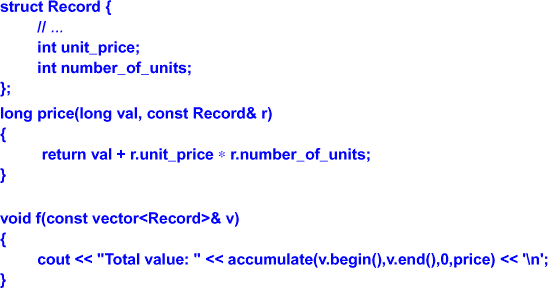 struct Record {
// ...
int unit_price;
int number_of_units;
};
long price(long val, const Record& r)
{
return val + r.unit_price * r.number_of_units;
}
void f(const vector<Record>& v)
{
cout << "Total value: " << accumulate(v.begin(),v.end(),0,price) << '\n';
}